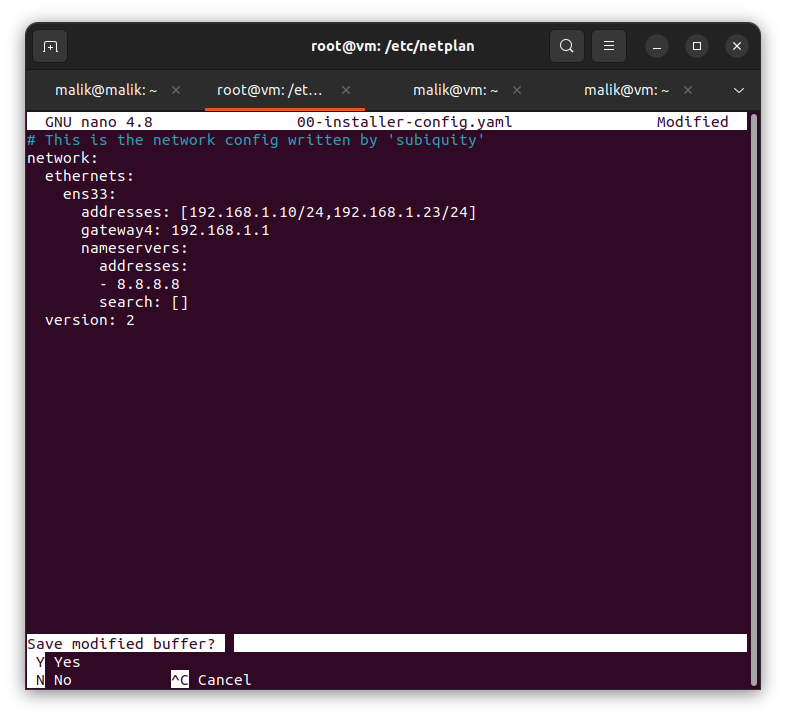 root@vm: /etc/netplan
malik@malik: ~ × root@vm: /et... × malik@vm: ~ × malik@vm: ~ ×
GNU nano 4.8 00-installer-config.yaml Modified
# This is the network config written by 'subiquity'
network:
  ethernets:
    ens33:
      addresses: [192.168.1.10/24,192.168.1.23/24]
      gateway4: 192.168.1.1
      nameservers:
        addresses:
        - 8.8.8.8
        search: []
  version: 2
Save modified buffer?
Y Yes
N No ^C Cancel